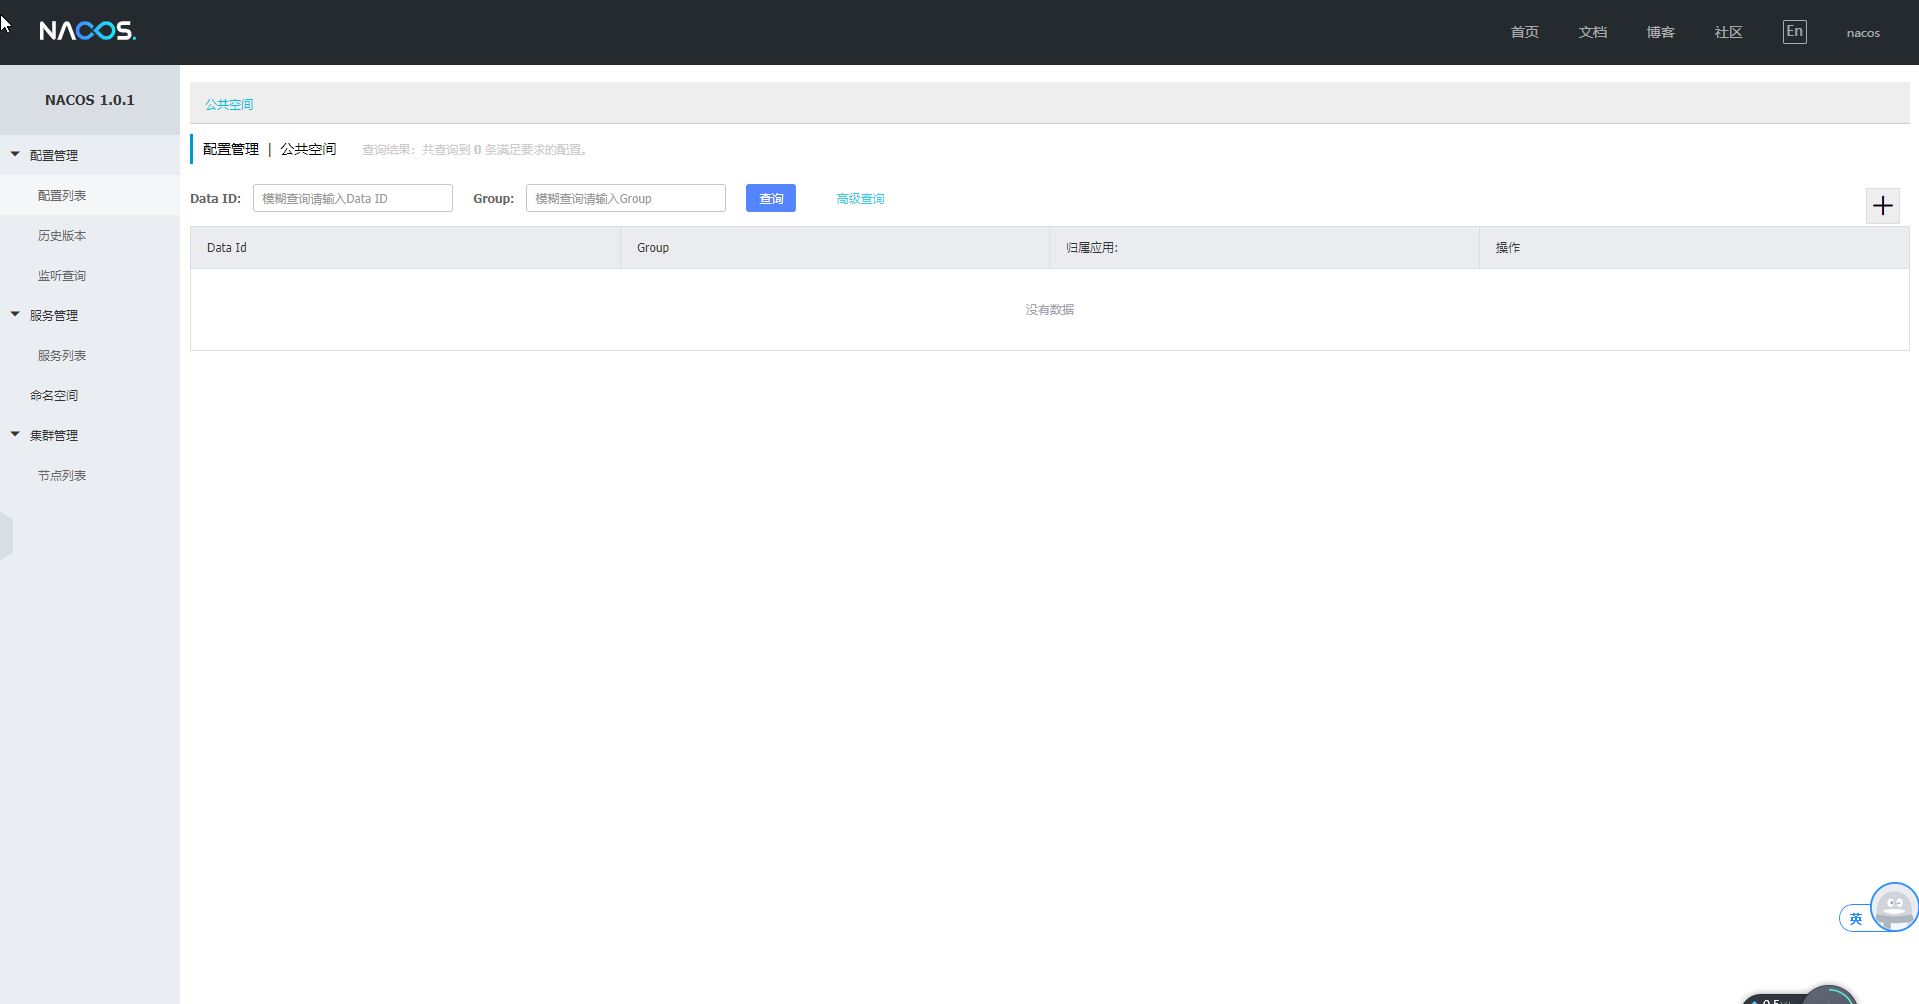 NACOS.
首页 文档 博客 社区 En nacos
NACOS 1.0.1
配置管理
配置列表
历史版本
监听查询
服务管理
服务列表
命名空间
集群管理
节点列表
公共空间
配置管理 | 公共空间 查询结果：共查询到 0 条满足要求的配置。
Data ID: 模糊查询请输入Data ID Group: 模糊查询请输入Group 查询 高级查询
Data Id Group 归属应用: 操作
没有数据
英